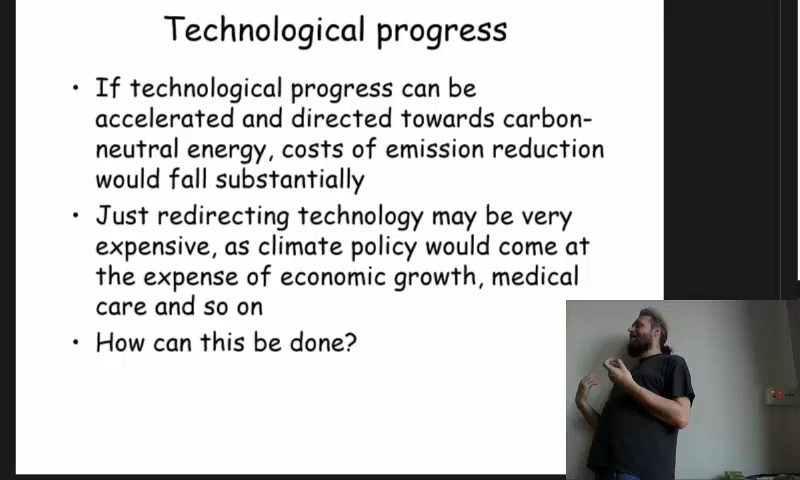 Technological progress
• If technological progress can be
accelerated and directed towards carbon-
neutral energy, costs of emission reduction
would fall substantially
• Just redirecting technology may be very
expensive, as climate policy would come at
the expense of economic growth, medical
care and so on
• How can this be done?